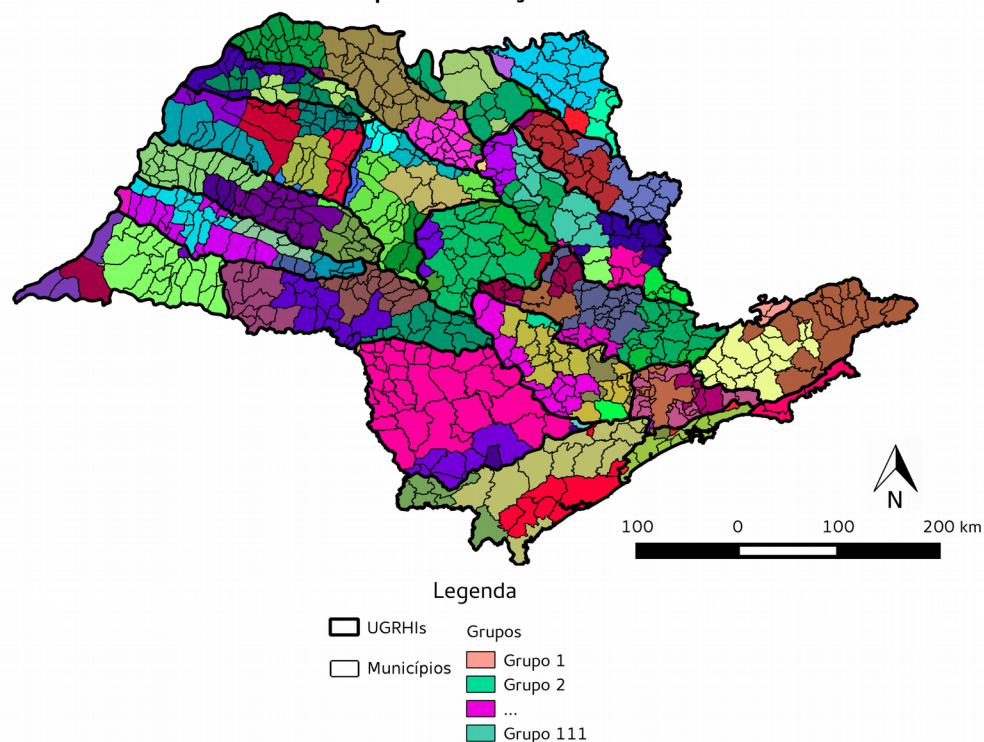 N
100 0 100 200 km
Legenda
UGRHIs
Municípios
Grupos
Grupo 1
Grupo 2
...
Grupo 111